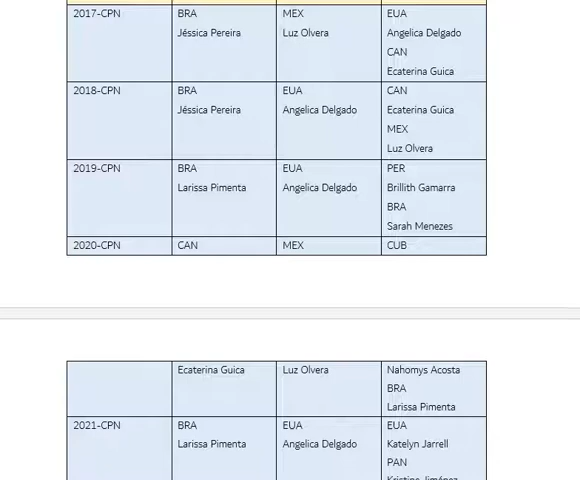 2017-CPN BRA MEX EUA
Jéssica Pereira Luz Olvera Angelica Delgado
CAN
Ecaterina Guica
2018-CPN BRA EUA CAN
Jéssica Pereira Angelica Delgado Ecaterina Guica
MEX
Luz Olvera
2019-CPN BRA EUA PER
Larissa Pimenta Angelica Delgado Brillith Gamarra
BRA
Sarah Menezes
2020-CPN CAN MEX CUB
Ecaterina Guica Luz Olvera Nahomys Acosta
BRA
Larissa Pimenta
2021-CPN BRA EUA EUA
Larissa Pimenta Angelica Delgado Katelyn Jarrell
PAN
Kristine Jiménez